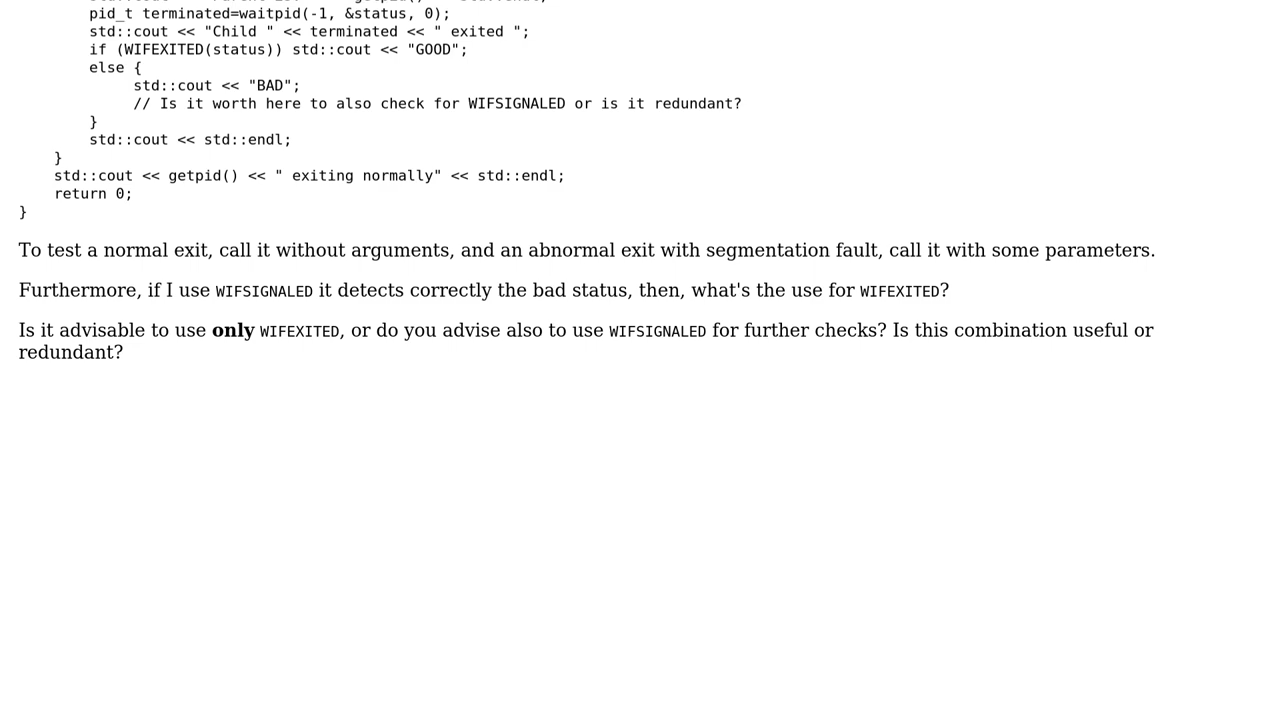 pid_t terminated=waitpid(-1, &status, 0);
std::cout << "Child " << terminated << " exited ";
if (WIFEXITED(status)) std::cout << "GOOD";
else {
std::cout << "BAD";
// Is it worth here to also check for WIFSIGNALED or is it redundant?
}
std::cout << std::endl;
}
std::cout << getpid() << " exiting normally" << std::endl;
return 0;
}
To test a normal exit, call it without arguments, and an abnormal exit with segmentation fault, call it with some parameters.
Furthermore, if I use WIFSIGNALED it detects correctly the bad status, then, what's the use for WIFEXITED?
Is it advisable to use only WIFEXITED, or do you advise also to use WIFSIGNALED for further checks? Is this combination useful or
redundant?